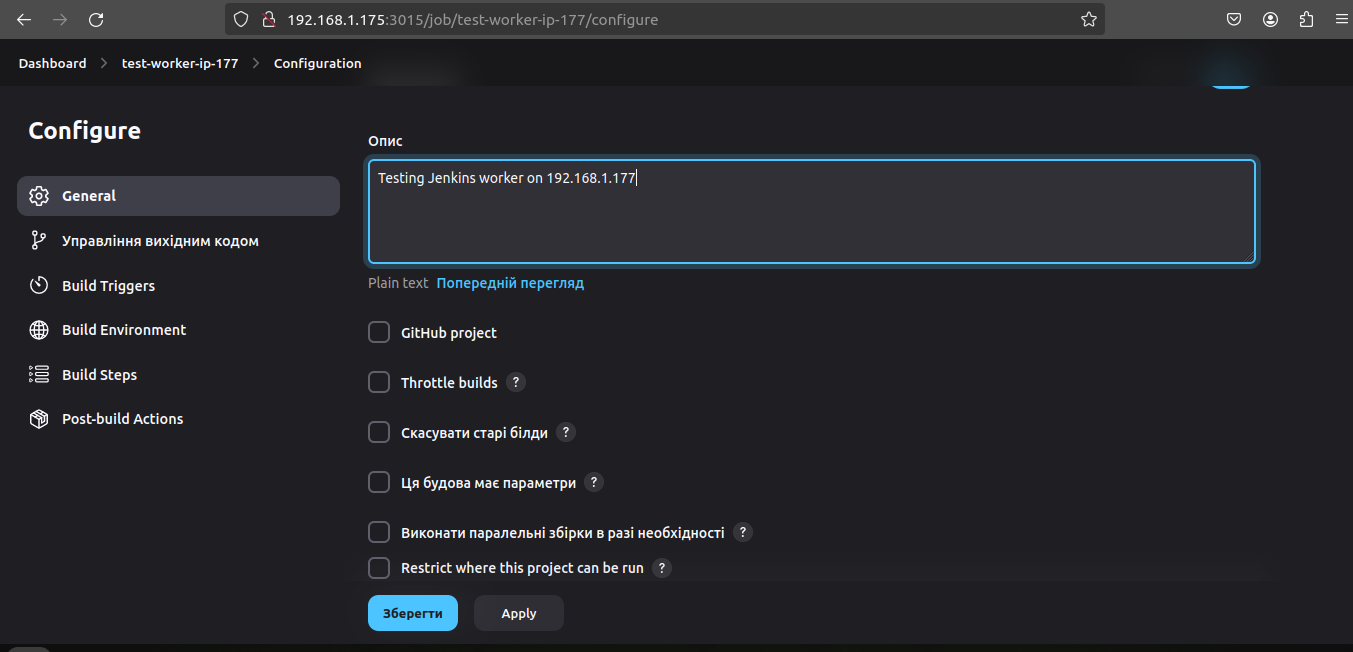 192.168.1.175:3015/job/test-worker-ip-177/configure
Dashboard > test-worker-ip-177 > Configuration
Configure
General
Управління вихідним кодом
Build Triggers
Build Environment
Build Steps
Post-build Actions
Опис
Testing Jenkins worker on 192.168.1.177
Plain text Попередній перегляд
GitHub project
Throttle builds ?
Скасувати старі білди ?
Ця будова має параметри ?
Виконати паралельні збірки в разі необхідності ?
Restrict where this project can be run ?
Зберегти Apply